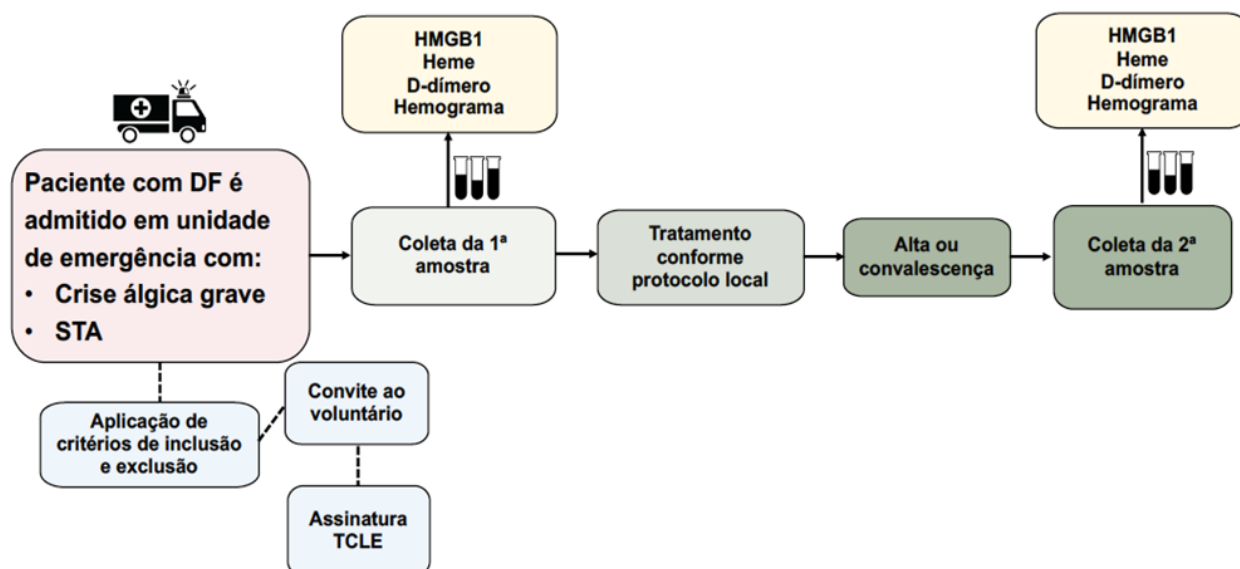 Paciente com DF é
admitido em unidade
de emergência com:
• Crise álgica grave
• STA
Aplicação de
critérios de inclusão
e exclusão
Convite ao
voluntário
Assinatura
TCLE
HMGB1
Heme
D-dímero
Hemograma
Coleta da 1ª
amostra
Tratamento
conforme
protocolo local
Alta ou
convalescença
HMGB1
Heme
D-dímero
Hemograma
Coleta da 2ª
amostra